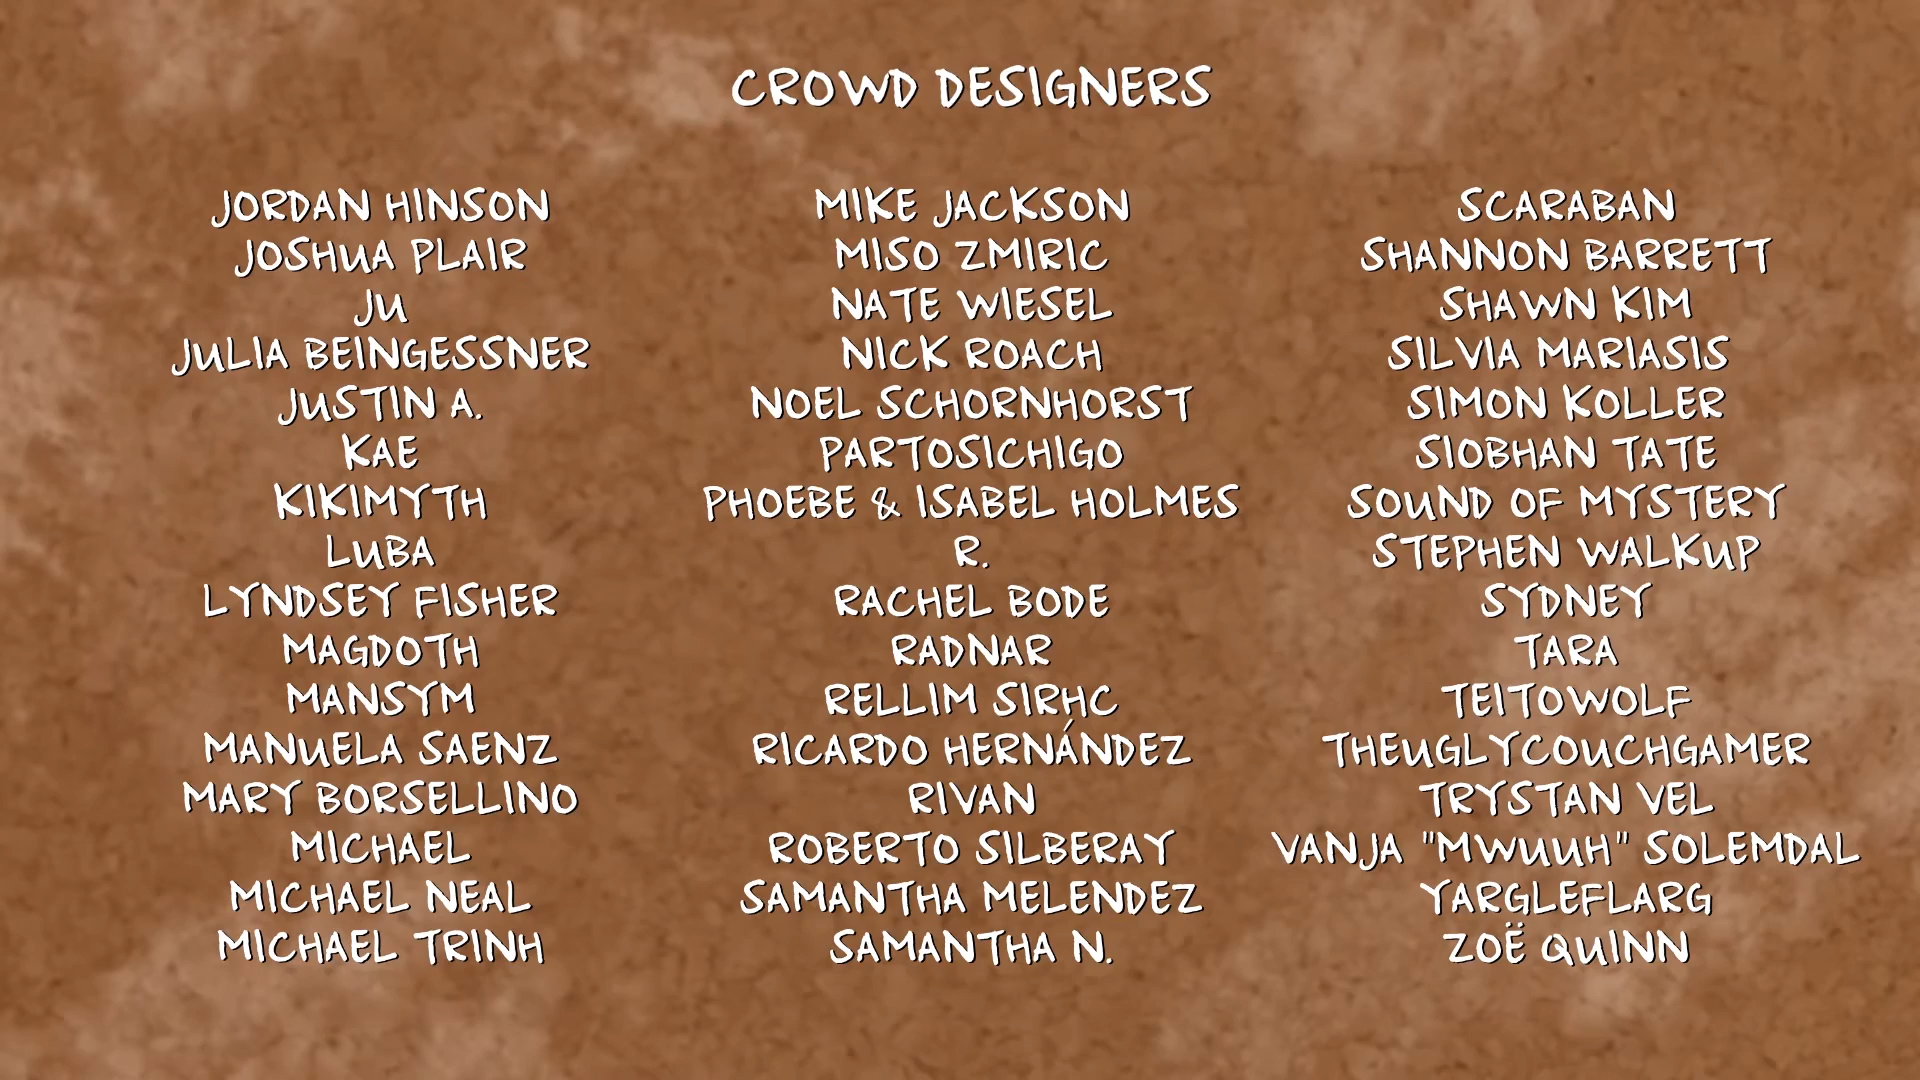 CROWD DESIGNERS
JORDAN HINSON
JOSHUA PLAIR
JU
JULIA BEINGESSNER
JUSTIN A.
KAE
KIKIMYTH
LUBA
LYNDSEY FISHER
MAGDOTH
MANSYM
MANUELA SAENZ
MARY BORSELLINO
MICHAEL
MICHAEL NEAL
MICHAEL TRINH
MIKE JACKSON
MISO ZMIRIC
NATE WIESEL
NICK ROACH
NOEL SCHORNHORST
PARTOSICHIGO
PHOEBE & ISABEL HOLMES
R.
RACHEL BODE
RADNAR
RELLIM SIRHC
RICARDO HERNÁNDEZ
RIVAN
ROBERTO SILBERAY
SAMANTHA MELENDEZ
SAMANTHA N.
SCARABAN
SHANNON BARRETT
SHAWN KIM
SILVIA MARIASIS
SIMON KOLLER
SIOBHAN TATE
SOUND OF MYSTERY
STEPHEN WALKUP
SYDNEY
TARA
TEITOWOLF
THEUGLYCOUCHGAMER
TRYSTAN VEL
VANJA "MWUUH" SOLEMDAL
YARGLEFLARG
ZOË QUINN